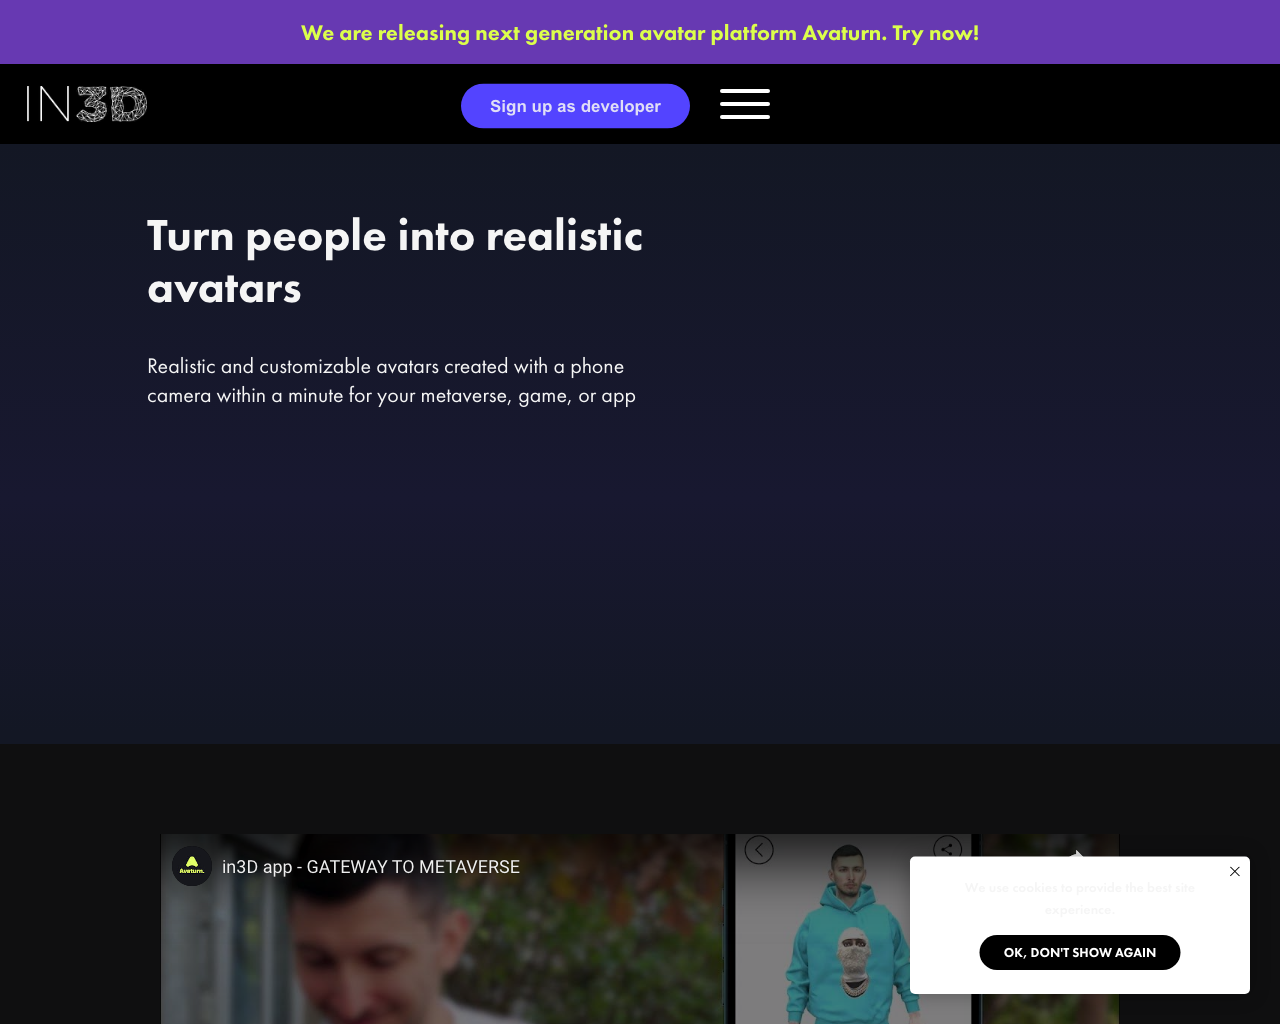 We are releasing next generation avatar platform Avaturn. Try now!
IN3D
Sign up as developer
Turn people into realistic
avatars
Realistic and customizable avatars created with a phone
camera within a minute for your metaverse, game, or app
Avaturn.
in3D app - GATEWAY TO METAVERSE
We use cookies to provide the best site
experience.
OK, DON'T SHOW AGAIN